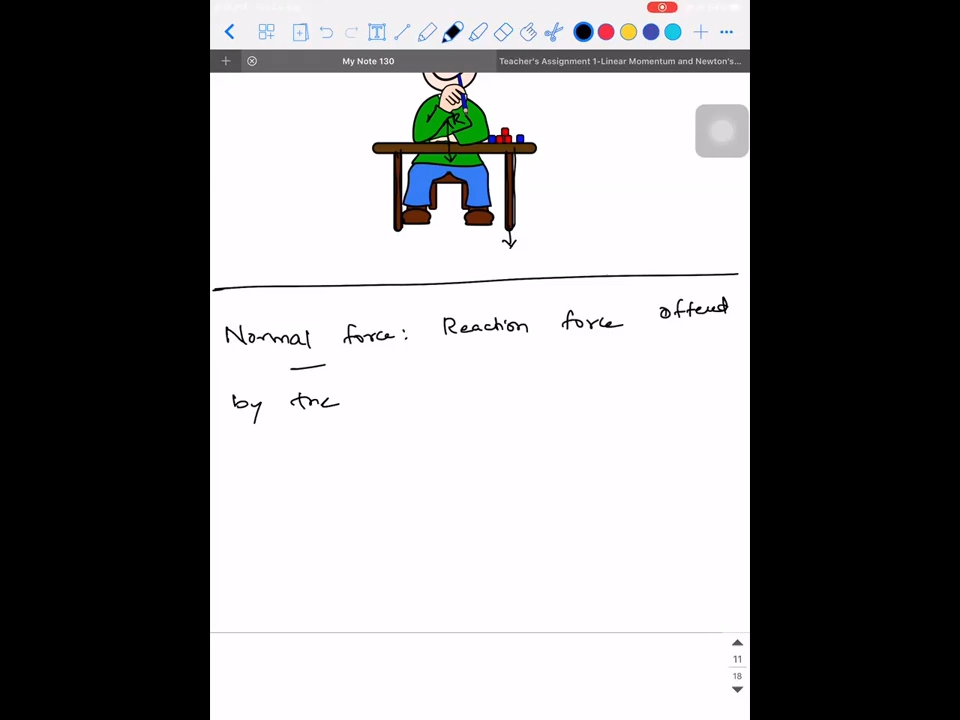 My Note 130
Teacher's Assignment 1-Linear Momentum and Newton's...
R
Normal force: Reaction force offered
by the
11
18